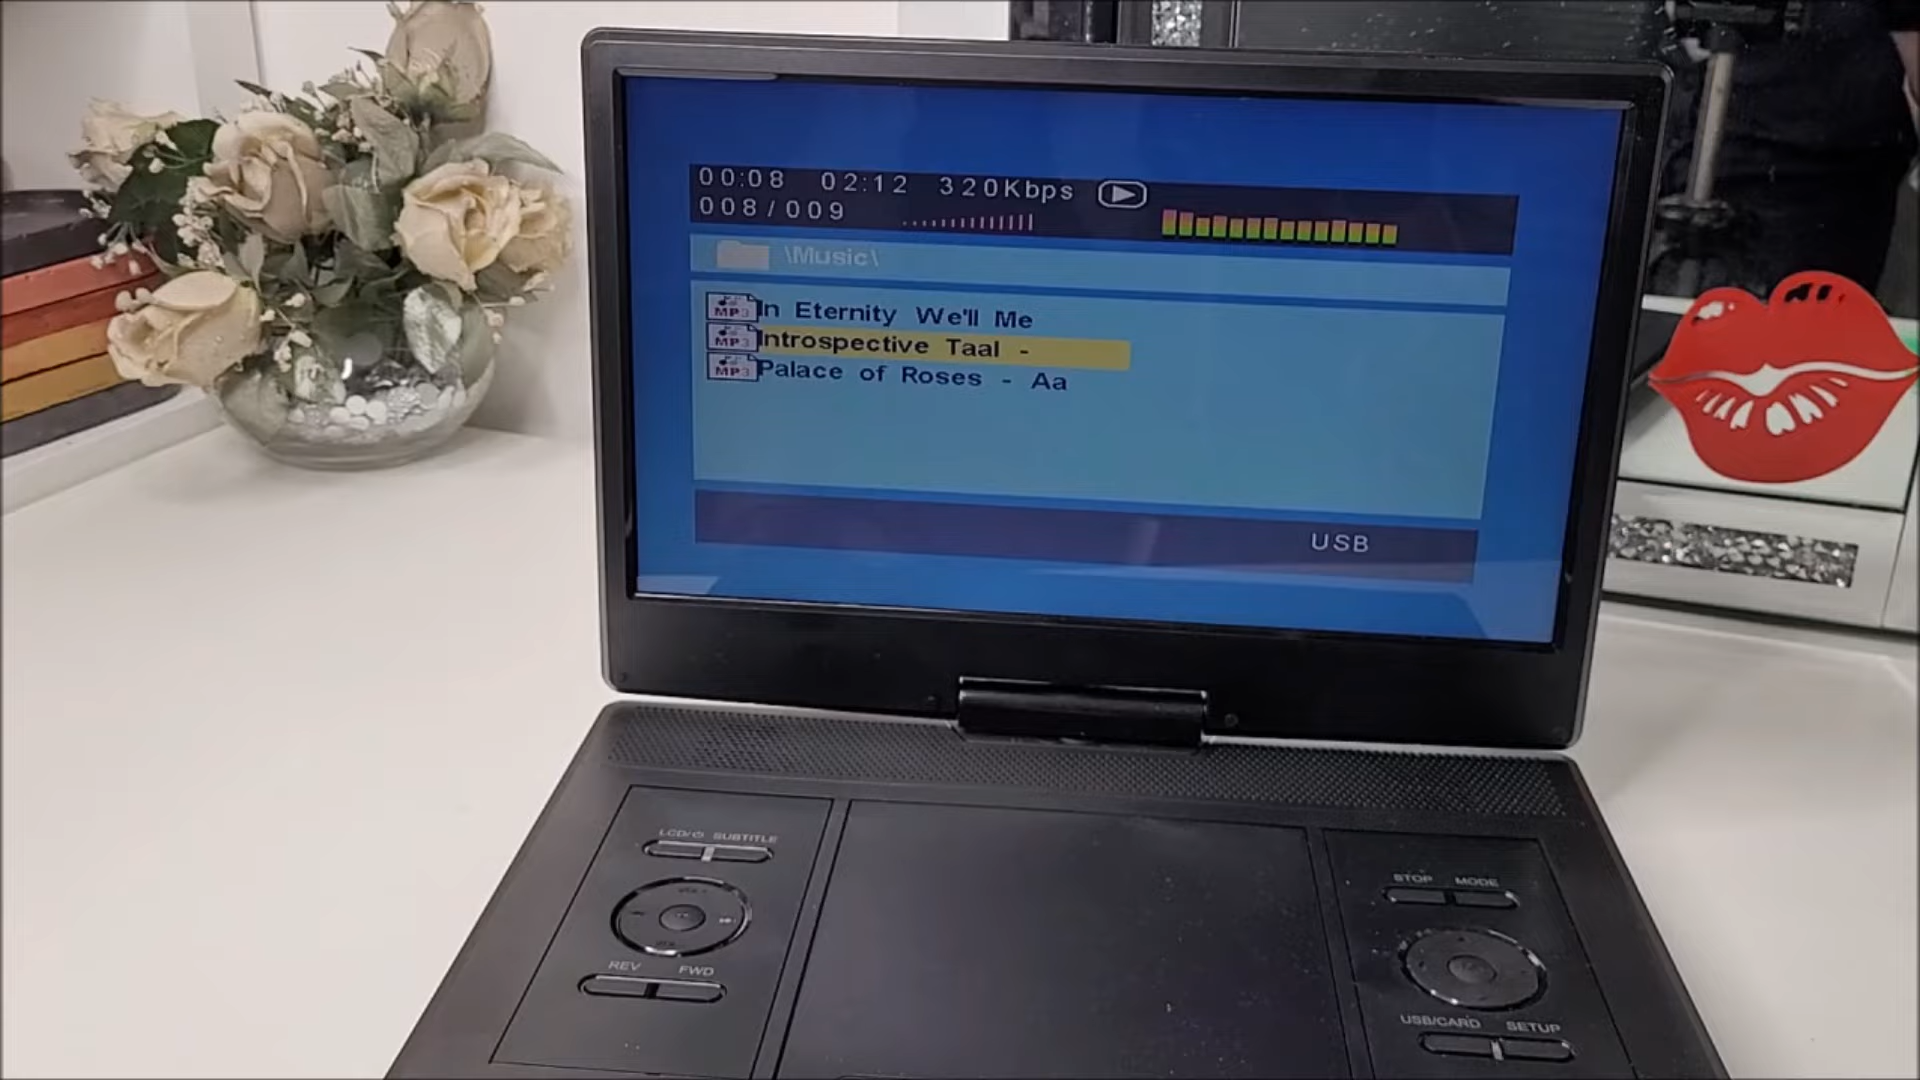 00:08 02:12 320Kbps
008/009
\Music\
MP3 In Eternity We'll Me
MP3 Introspective Taal -
MP3 Palace of Roses - Aa
USB
LCD/⏻ SUBTITLE
VOL+
REV FWD
STOP MODE
USB/CARD SETUP